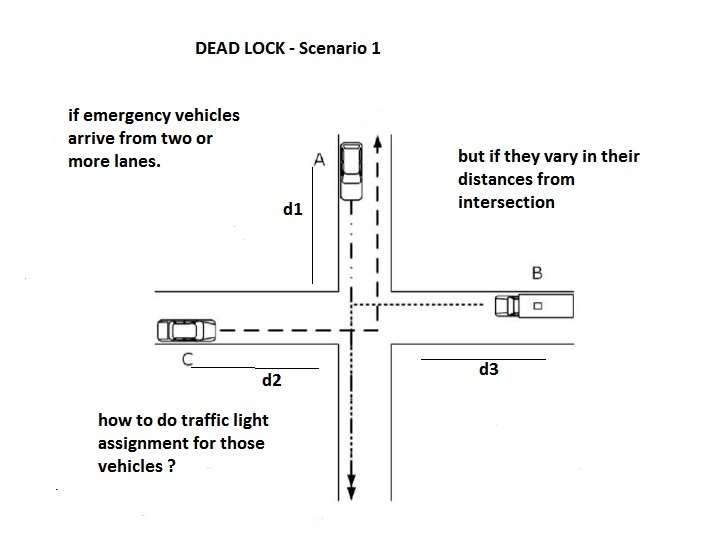 DEAD LOCK - Scenario 1
if emergency vehicles
arrive from two or
more lanes.
but if they vary in their
distances from
intersection
A
d1
B
C
d2
d3
how to do traffic light
assignment for those
vehicles ?